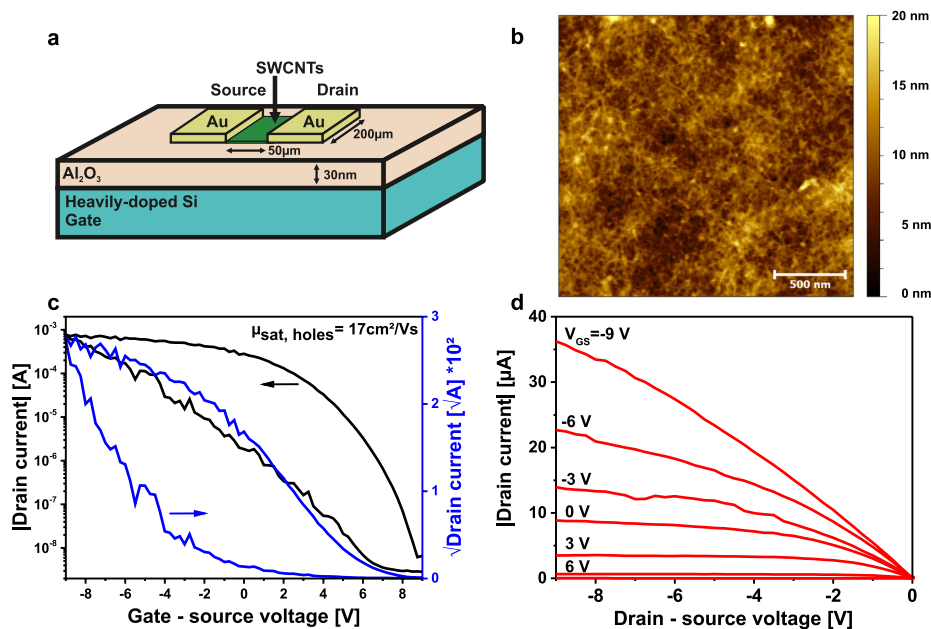 a
SWCNTs
Source
Drain
Au
Au
50μm
200μm
Al₂O₃
30nm
Heavily-doped Si
Gate
b
20 nm
15 nm
10 nm
5 nm
0 nm
500 nm
c
μsat, holes = 17cm²/Vs
10⁻³
10⁻⁴
10⁻⁵
10⁻⁶
10⁻⁷
10⁻⁸
|Drain current| [A]
3
2
1
0
√Drain current [√A] *10²
-8 -6 -4 -2 0 2 4 6 8
Gate - source voltage [V]
d
40
30
20
10
0
|Drain current| [μA]
VGS=-9 V
-6 V
-3 V
0 V
3 V
6 V
-8 -6 -4 -2 0
Drain - source voltage [V]